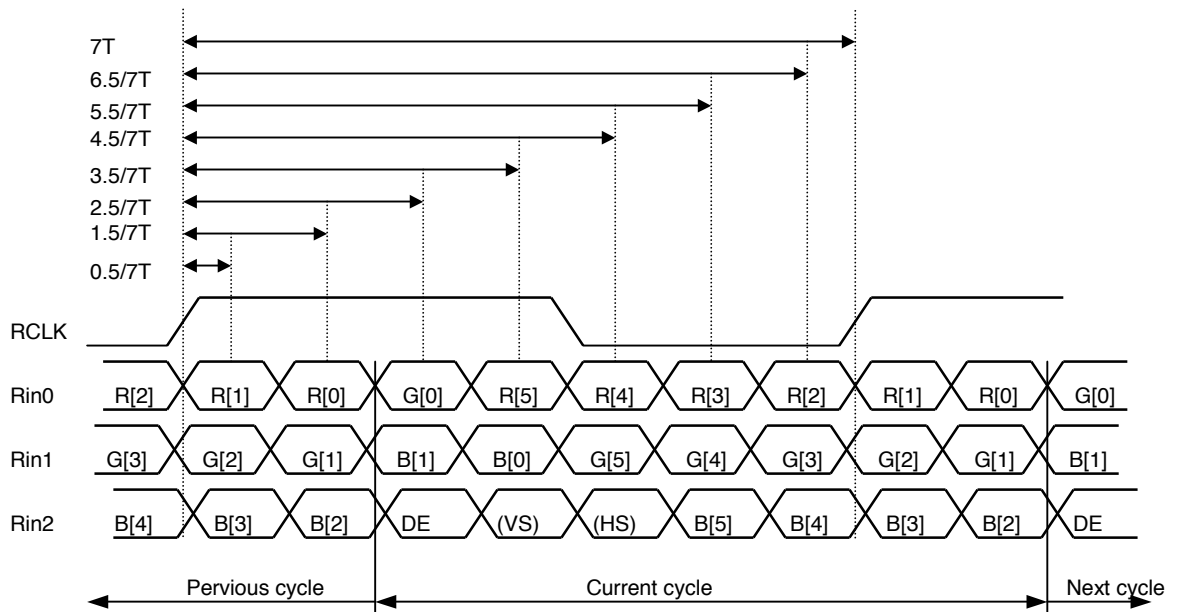 7T
6.5/7T
5.5/7T
4.5/7T
3.5/7T
2.5/7T
1.5/7T
0.5/7T
RCLK
Rin0 R[2] R[1] R[0] G[0] R[5] R[4] R[3] R[2] R[1] R[0] G[0]
Rin1 G[3] G[2] G[1] B[1] B[0] G[5] G[4] G[3] G[2] G[1] B[1]
Rin2 B[4] B[3] B[2] DE (VS) (HS) B[5] B[4] B[3] B[2] DE
Pervious cycle Current cycle Next cycle